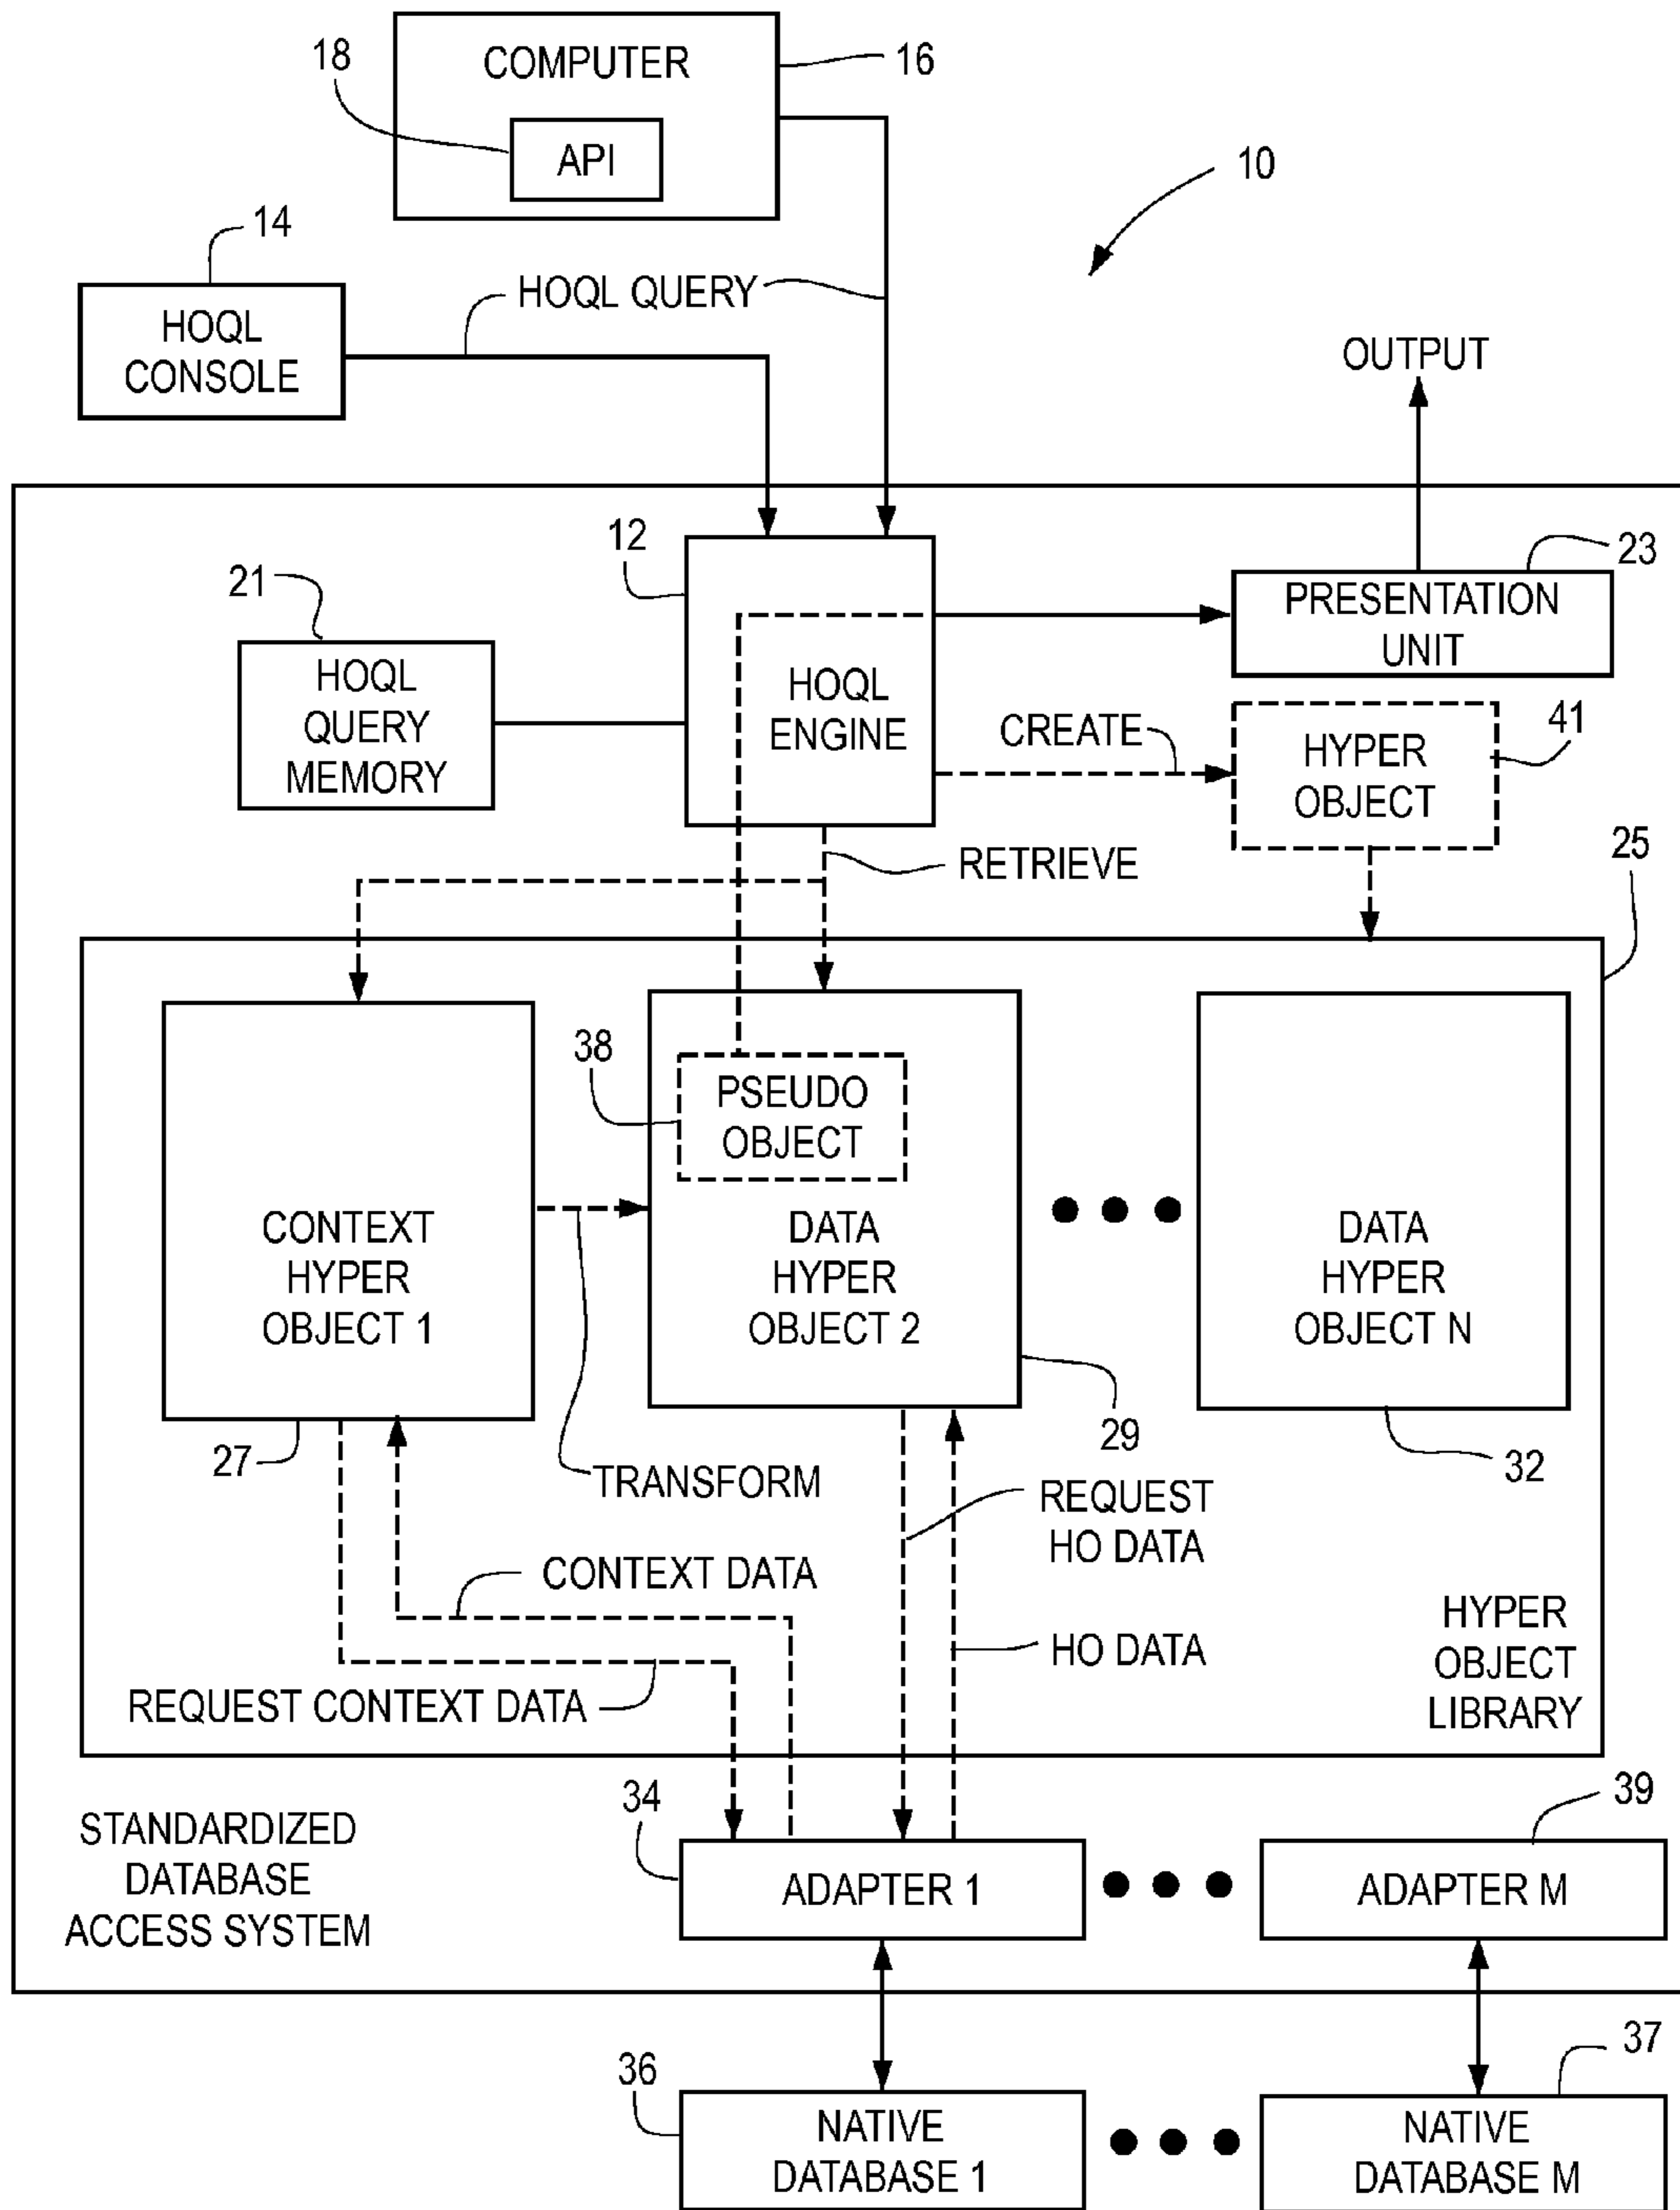 18
COMPUTER
16
API
10
14
HOQL QUERY
HOQL
CONSOLE
OUTPUT
12
23
21
PRESENTATION
UNIT
HOQL
QUERY
MEMORY
HOQL
ENGINE
CREATE
HYPER
OBJECT
41
RETRIEVE
25
38
PSEUDO
OBJECT
CONTEXT
HYPER
OBJECT 1
DATA
HYPER
OBJECT 2
DATA
HYPER
OBJECT N
27
29
32
TRANSFORM
REQUEST
HO DATA
CONTEXT DATA
HO DATA
REQUEST CONTEXT DATA
HYPER
OBJECT
LIBRARY
34
39
STANDARDIZED
DATABASE
ACCESS SYSTEM
ADAPTER 1
ADAPTER M
36
37
NATIVE
DATABASE 1
NATIVE
DATABASE M